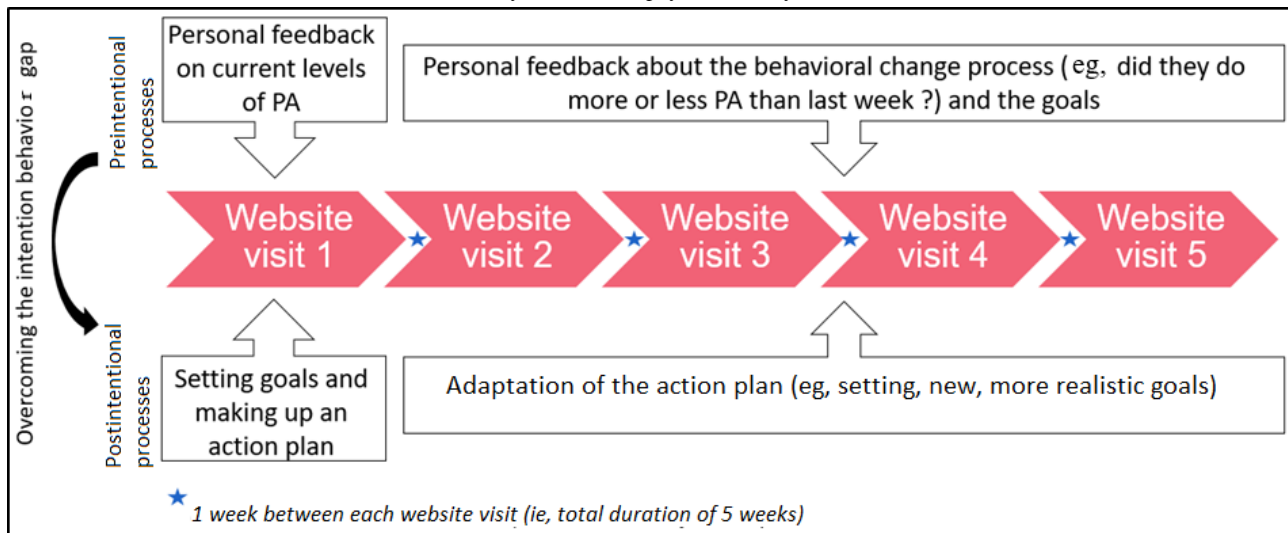 Overcoming the intention behavior gap
Preintentional
processes
Personal feedback
on current levels
of PA
Personal feedback about the behavioral change process (eg, did they do
more or less PA than last week ?) and the goals
Website
visit 1
Website
visit 2
Website
visit 3
Website
visit 4
Website
visit 5
Postintentional
processes
Setting goals and
making up an
action plan
Adaptation of the action plan (eg, setting, new, more realistic goals)
1 week between each website visit (ie, total duration of 5 weeks)